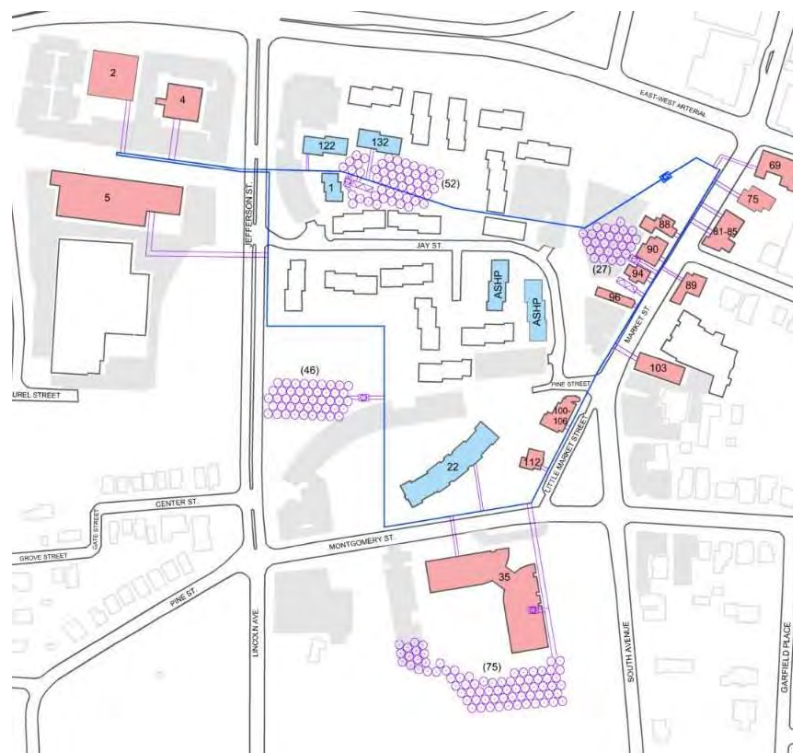 2
4
EAST-WEST ARTERIAL
122
132
69
5
1
(52)
75
JEFFERSON ST.
88
81-85
JAY ST.
90
(27)
94
89
ASHP
ASHP
96
MARKET ST.
(46)
103
PINE STREET
UREL STREET
100-
106
22
112
LITTLE MARKET STREET
CENTER ST.
GATE STREET
MONTGOMERY ST.
GROVE STREET
35
PINE ST.
LINCOLN AVE.
(75)
SOUTH AVENUE
GARFIELD PLACE